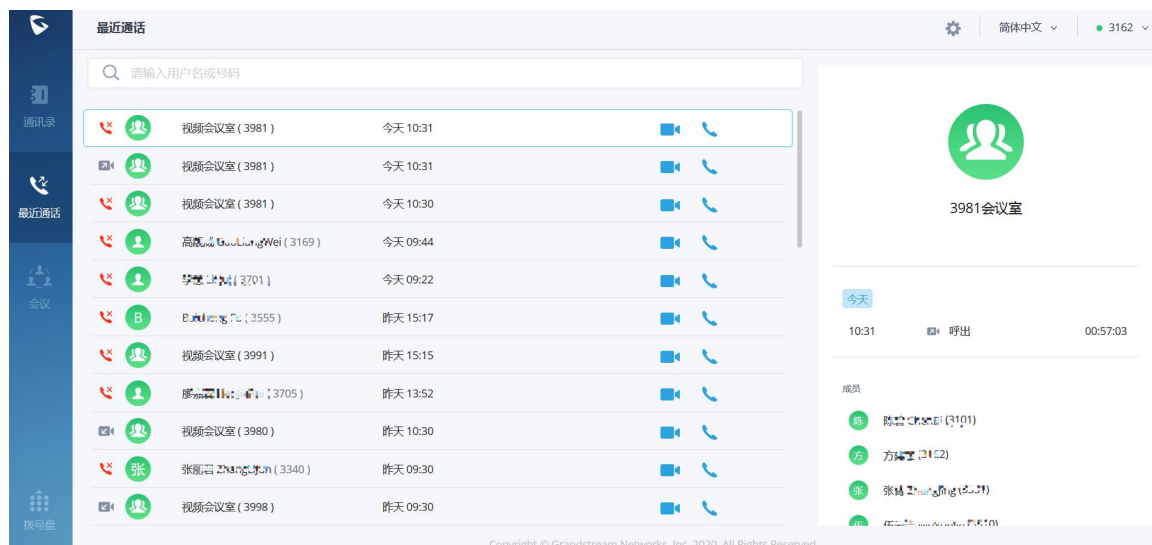 最近通话
简体中文
3162
请输入用户名或号码
通讯录
最近通话
会议
拨号盘
视频会议室 ( 3981 ) 今天 10:31
视频会议室 ( 3981 ) 今天 10:31
视频会议室 ( 3981 ) 今天 10:30
( 3169 ) 今天 09:44
( 3701 ) 今天 09:22
B ( 3555 ) 昨天 15:17
视频会议室 ( 3991 ) 昨天 15:15
( 3705 ) 昨天 13:52
视频会议室 ( 3980 ) 昨天 10:30
张 ( 3340 ) 昨天 09:30
视频会议室 ( 3998 ) 昨天 09:30
3981会议室
今天
10:31 呼出 00:57:03
成员
陈 (3101)
方
张
Copyright © Grandstream Networks, Inc. 2020. All Rights Reserved.